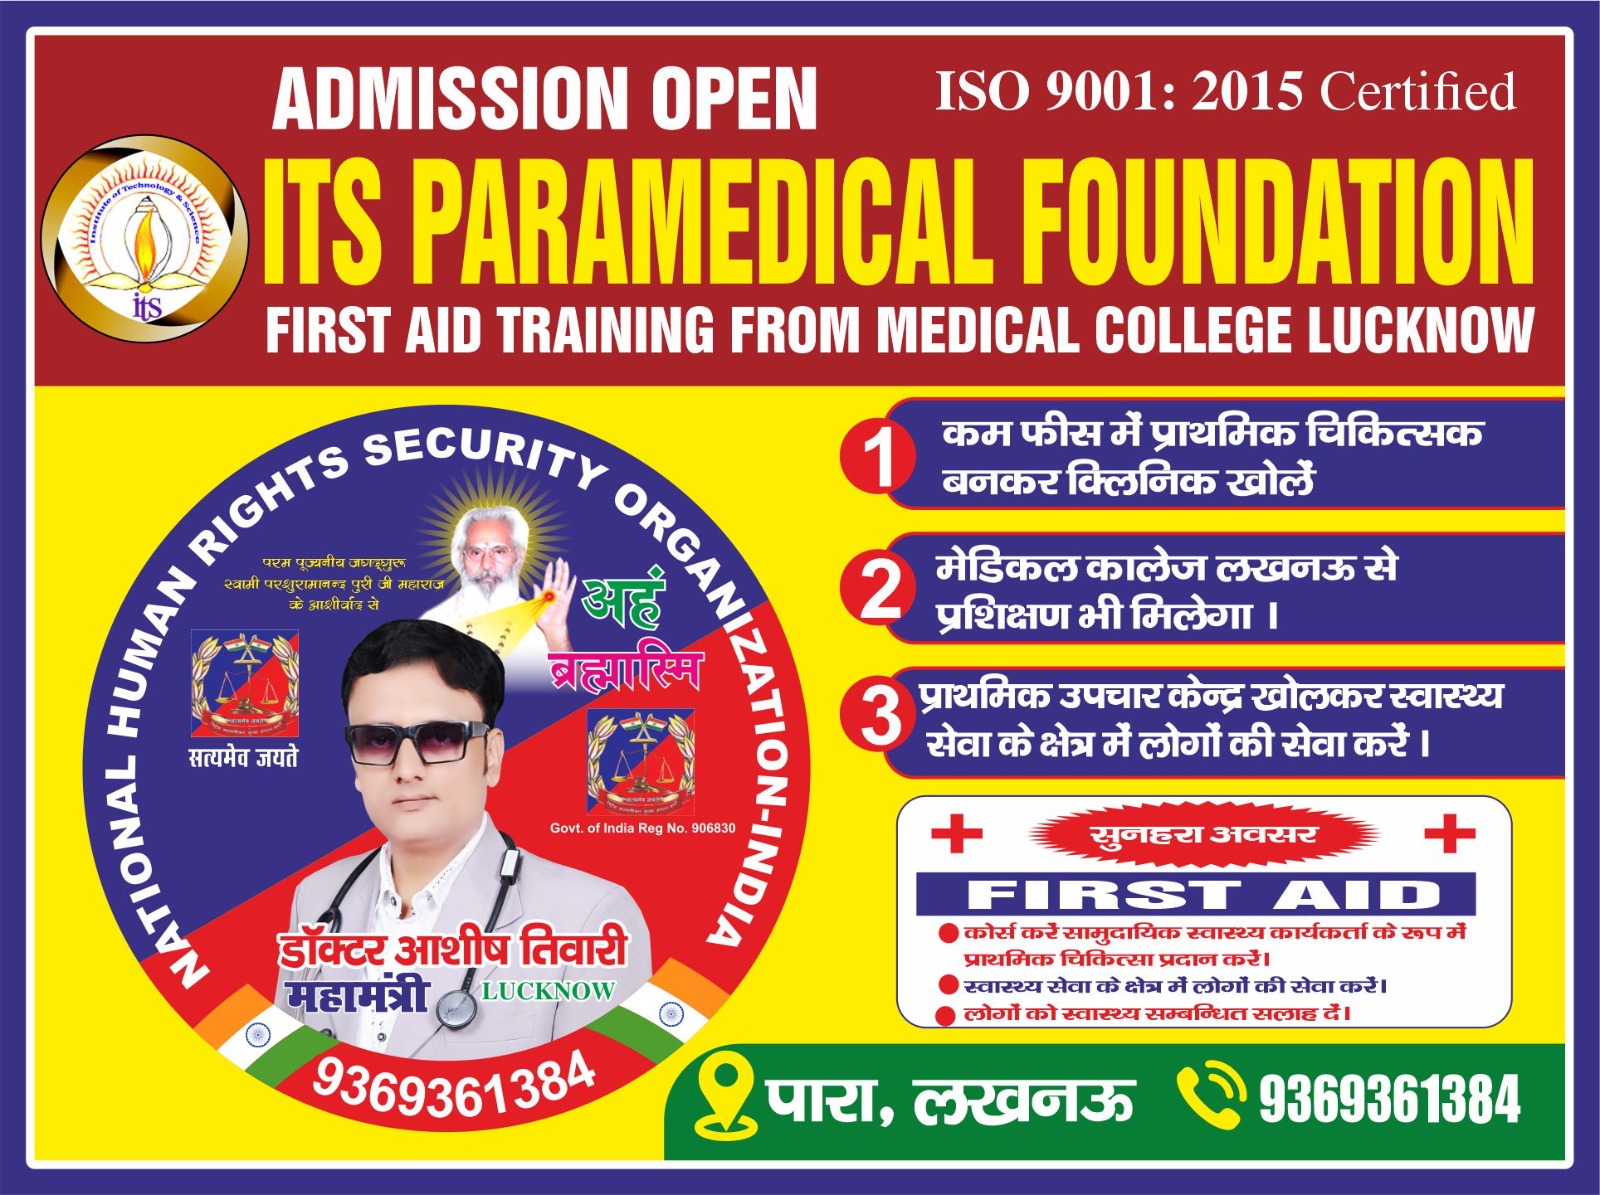 ADMISSION OPEN
ISO 9001: 2015 Certified
ITS PARAMEDICAL FOUNDATION
FIRST AID TRAINING FROM MEDICAL COLLEGE LUCKNOW
Institute of Technology & Science
its
NATIONAL HUMAN RIGHTS SECURITY ORGANIZATION-INDIA
परम पूज्यनीय जगद्गुरू
स्वामी परशुरामानन्द पुरी जी महाराज
के आशीर्वाद से
अहं
ब्रह्मास्मि
सत्यमेव जयते
Govt. of India Reg No. 906830
डॉक्टर आशीष तिवारी
महामंत्री
LUCKNOW
9369361384
1
कम फीस में प्राथमिक चिकित्सक
बनकर क्लिनिक खोलें
2
मेडिकल कालेज लखनऊ से
प्रशिक्षण भी मिलेगा ।
3
प्राथमिक उपचार केन्द्र खोलकर स्वास्थ्य
सेवा के क्षेत्र में लोगों की सेवा करें ।
सुनहरा अवसर
FIRST AID
कोर्स करें सामुदायिक स्वास्थ्य कार्यकर्ता के रूप में
प्राथमिक चिकित्सा प्रदान करें।
स्वास्थ्य सेवा के क्षेत्र में लोगों की सेवा करें।
लोगों को स्वास्थ्य सम्बन्धित सलाह दें।
पारा, लखनऊ
9369361384